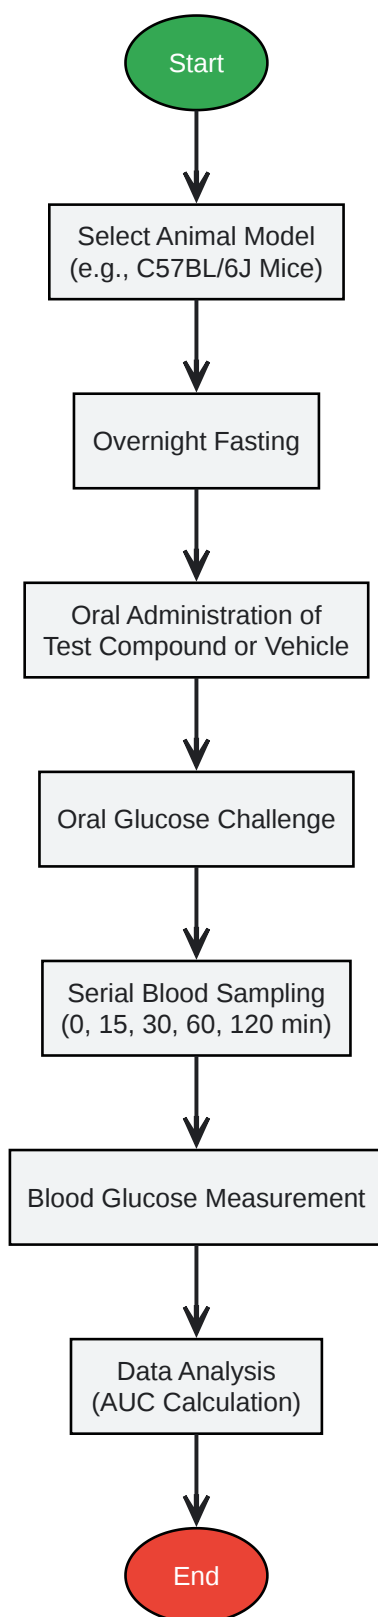 Start
Select Animal Model
(e.g., C57BL/6J Mice)
Overnight Fasting
Oral Administration of
Test Compound or Vehicle
Oral Glucose Challenge
Serial Blood Sampling
(0, 15, 30, 60, 120 min)
Blood Glucose Measurement
Data Analysis
(AUC Calculation)
End